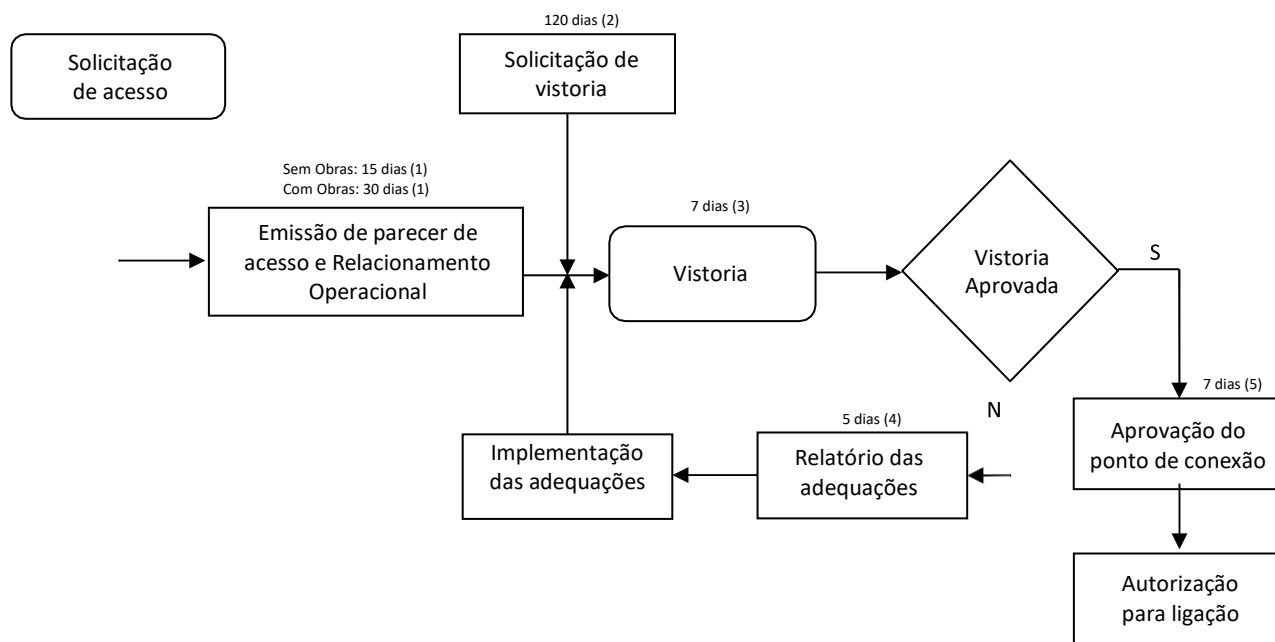 120 dias (2)
Solicitação
de acesso
Solicitação de
vistoria
Sem Obras: 15 dias (1)
Com Obras: 30 dias (1)
Emissão de parecer de
acesso e Relacionamento
Operacional
7 dias (3)
Vistoria
Vistoria
Aprovada
S
N
7 dias (5)
Aprovação do
ponto de conexão
5 dias (4)
Relatório das
adequações
Implementação
das adequações
Autorização
para ligação